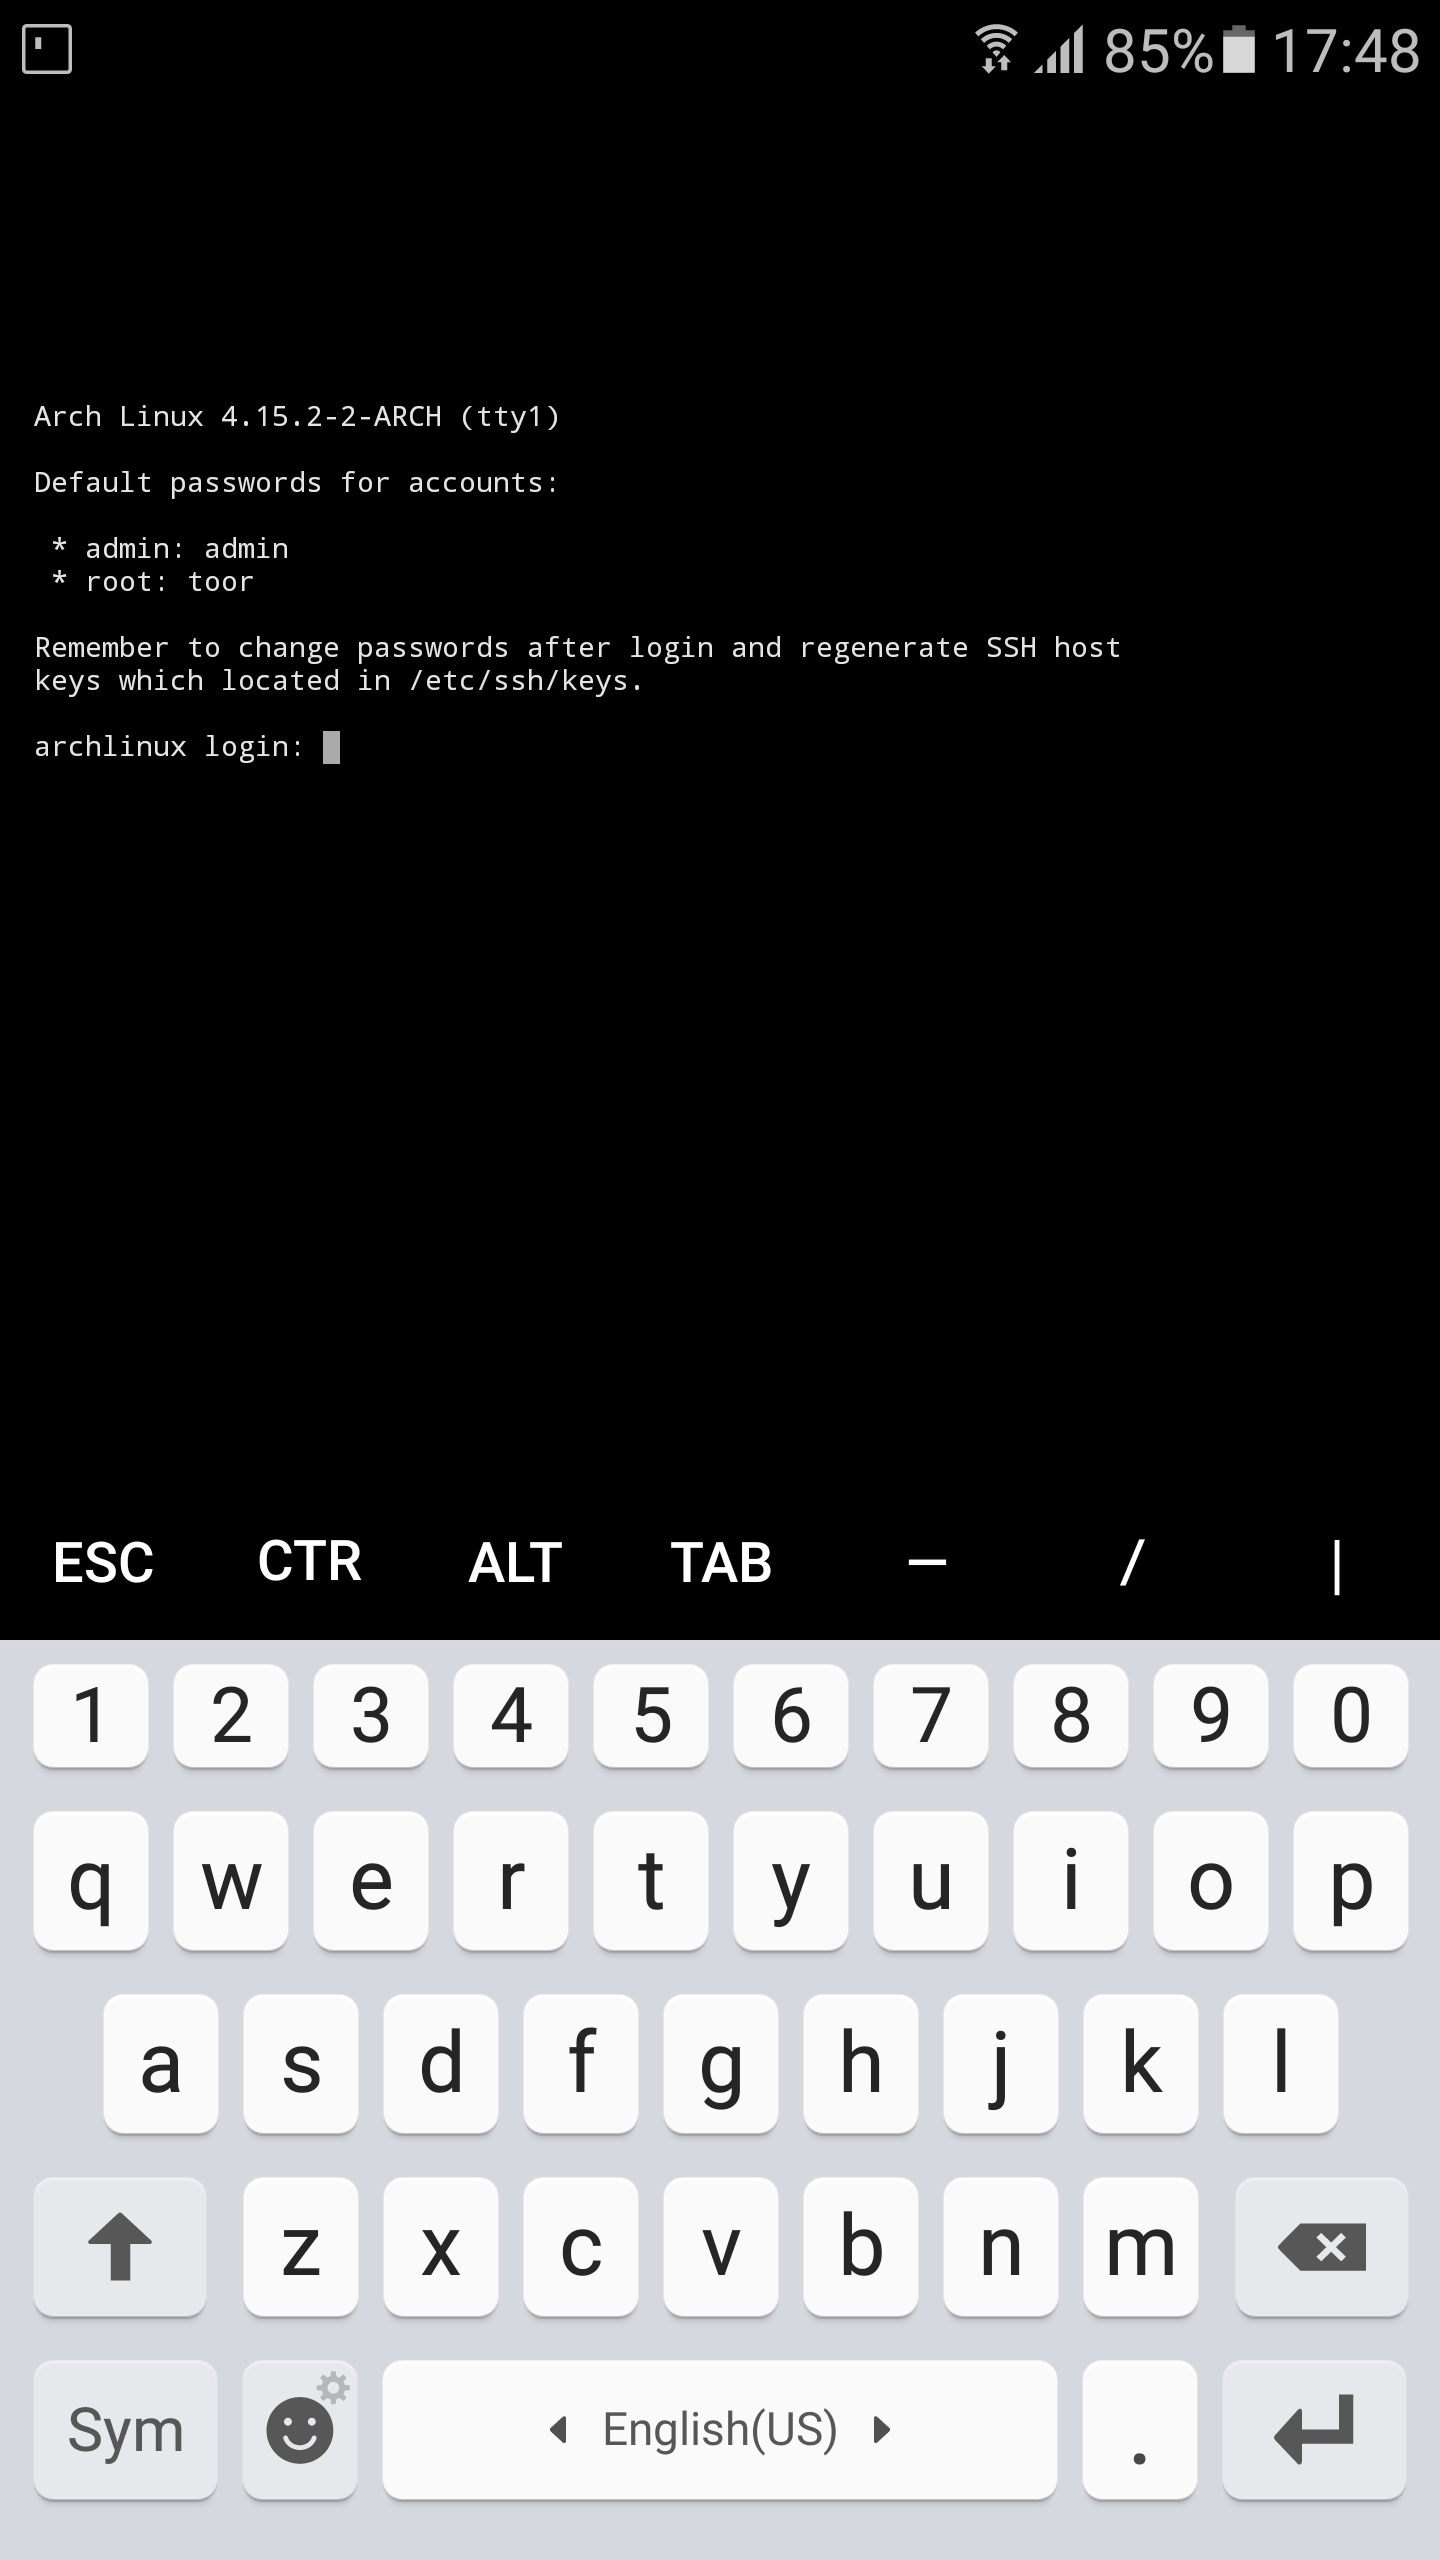 85% 17:48
Arch Linux 4.15.2-2-ARCH (tty1)
Default passwords for accounts:
* admin: admin
* root: toor
Remember to change passwords after login and regenerate SSH host
keys which located in /etc/ssh/keys.
archlinux login:
ESC CTR ALT TAB — / |
1 2 3 4 5 6 7 8 9 0
q w e r t y u i o p
a s d f g h j k l
z x c v b n m
Sym English(US) .